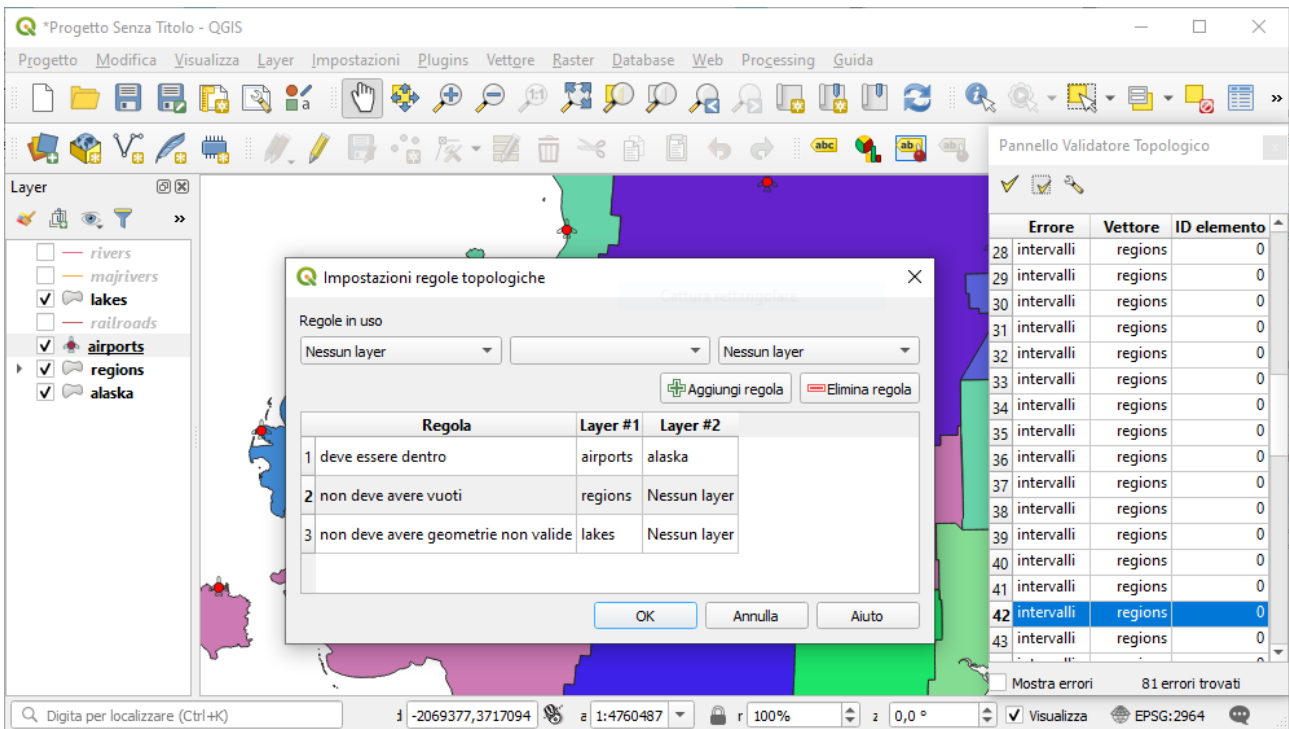 *Progetto Senza Titolo - QGIS
Progetto Modifica Visualizza Layer Impostazioni Plugins Vettore Raster Database Web Processing Guida
Pannello Validatore Topologico
Layer
rivers
majrivers
lakes
railroads
airports
regions
alaska
Impostazioni regole topologiche
Regole in uso
Nessun layer Nessun layer
Aggiungi regola Elimina regola
Regola Layer #1 Layer #2
1 deve essere dentro airports alaska
2 non deve avere vuoti regions Nessun layer
3 non deve avere geometrie non valide lakes Nessun layer
OK Annulla Aiuto
Errore Vettore ID elemento
28 intervalli regions 0
29 intervalli regions 0
30 intervalli regions 0
31 intervalli regions 0
32 intervalli regions 0
33 intervalli regions 0
34 intervalli regions 0
35 intervalli regions 0
36 intervalli regions 0
37 intervalli regions 0
38 intervalli regions 0
39 intervalli regions 0
40 intervalli regions 0
41 intervalli regions 0
42 intervalli regions 0
43 intervalli regions 0
Mostra errori 81 errori trovati
Digita per localizzare (Ctrl+K) -2069377,3717094 a 1:4760487 r 100% z 0,0 ° Visualizza EPSG:2964